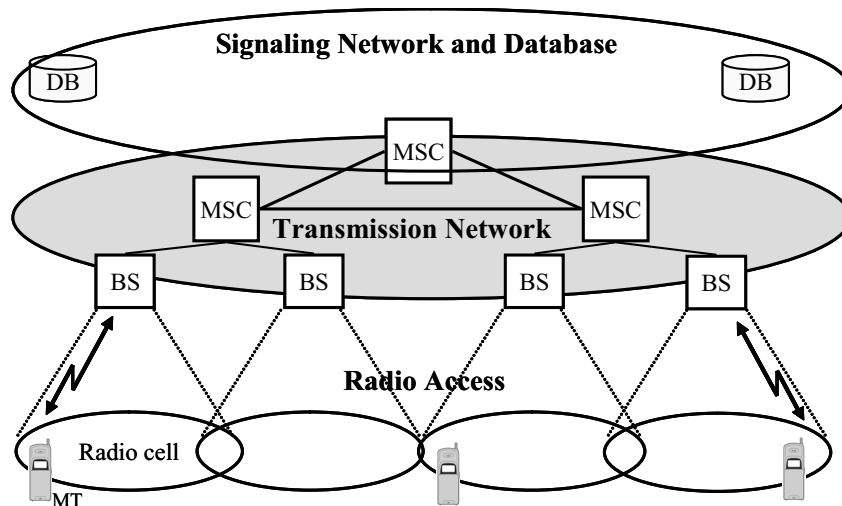 Signaling Network and Database
DB
DB
MSC
MSC
MSC
Transmission Network
BS
BS
BS
BS
Radio Access
Radio cell
MT